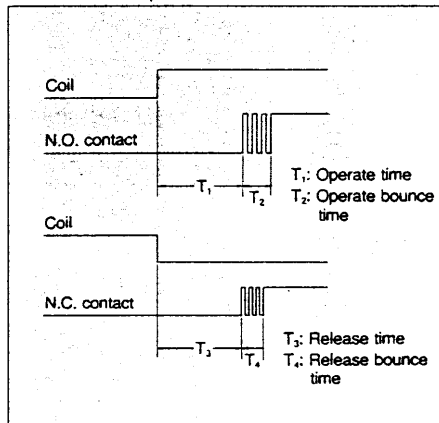 Coil
N.O. contact
T₁
T₂
T₁: Operate time
T₂: Operate bounce
time
Coil
N.C. contact
T₃
T₄
T₃: Release time
T₄: Release bounce
time